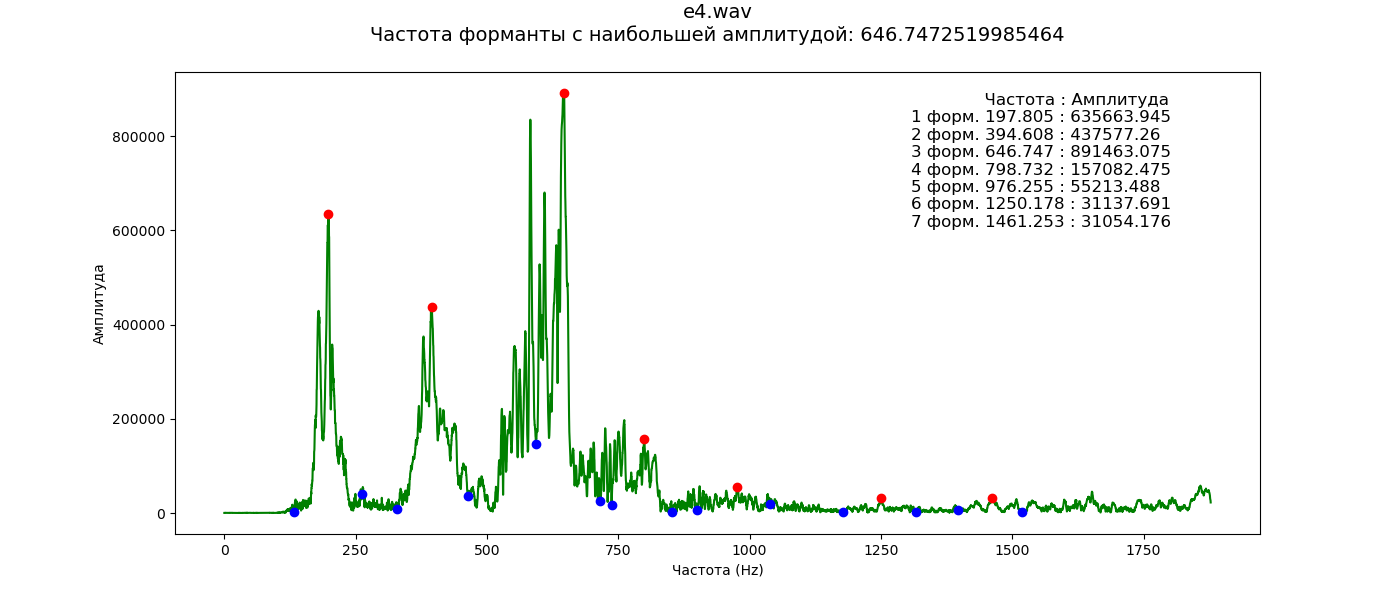 e4.wav
Частота форманты с наибольшей амплитудой: 646.7472519985464
Частота : Амплитуда
1 форм. 197.805 : 635663.945
2 форм. 394.608 : 437577.26
3 форм. 646.747 : 891463.075
4 форм. 798.732 : 157082.475
5 форм. 976.255 : 55213.488
6 форм. 1250.178 : 31137.691
7 форм. 1461.253 : 31054.176
Амплитуда
800000
600000
400000
200000
0
0 250 500 750 1000 1250 1500 1750
Частота (Hz)